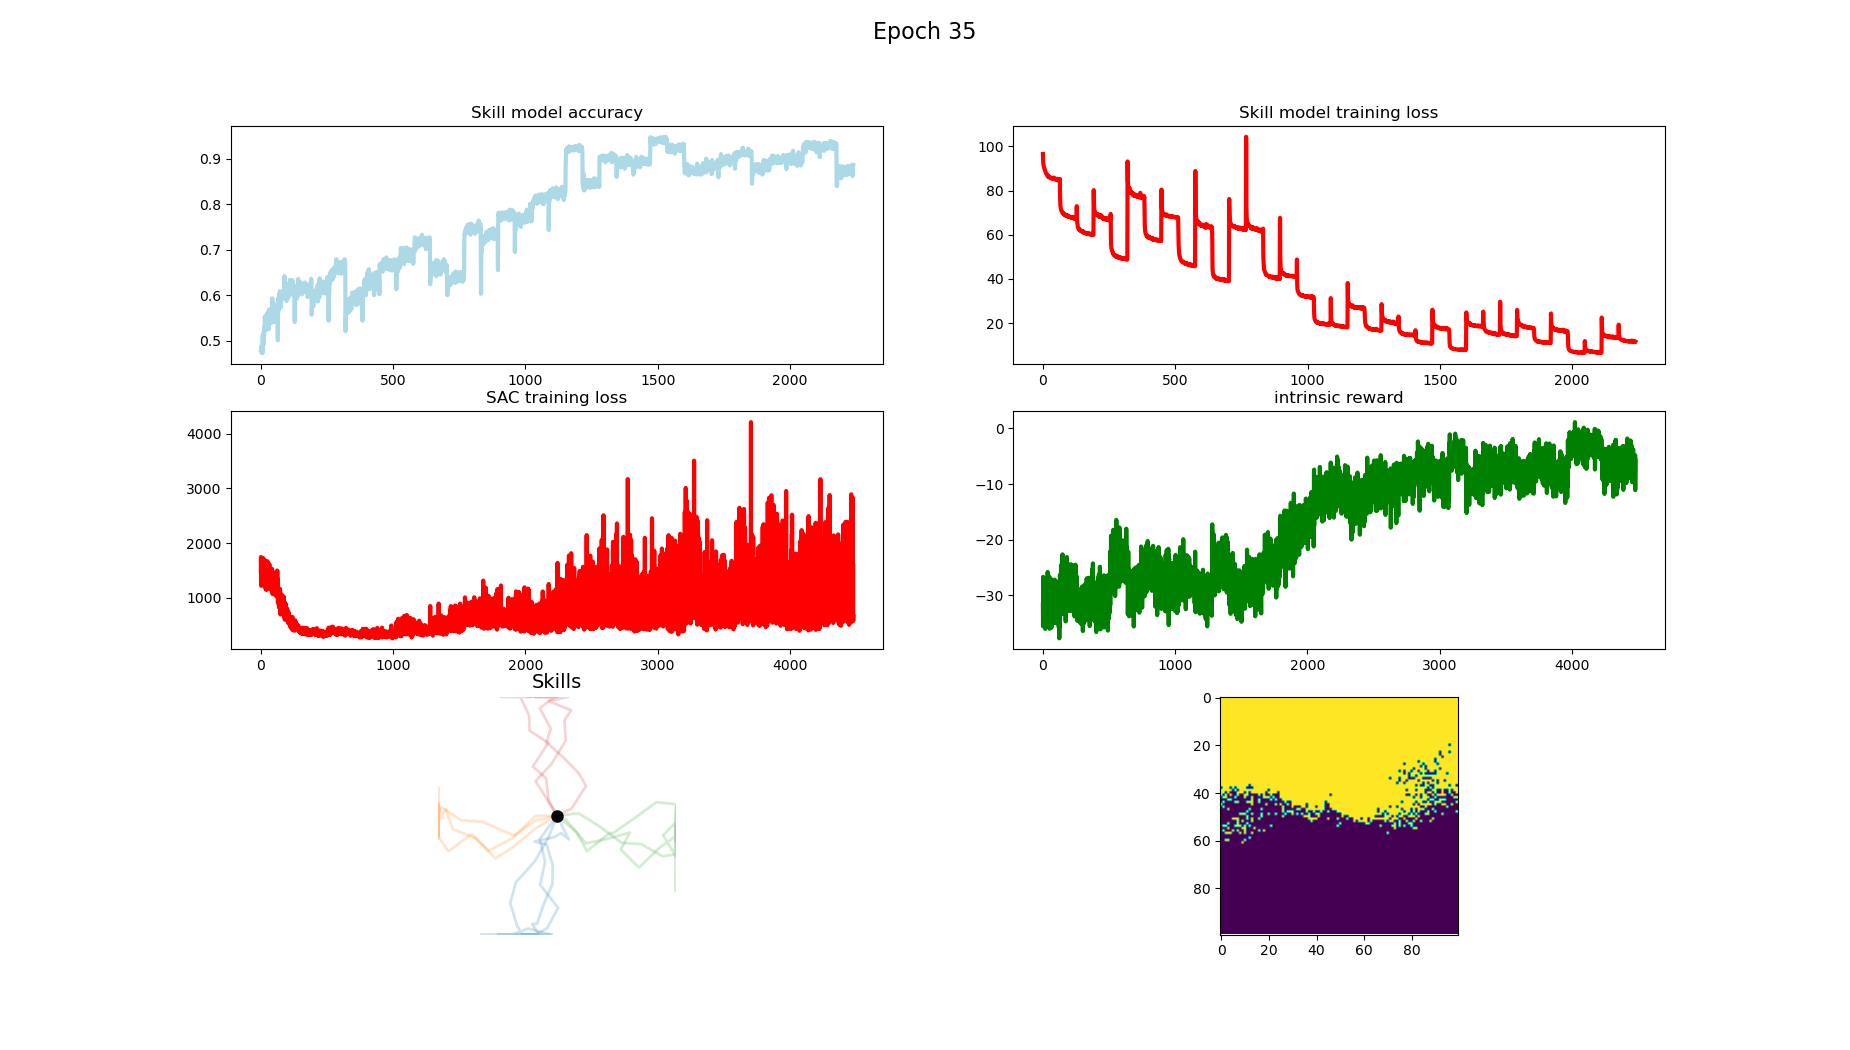 Epoch 35
Skill model accuracy
0.9
0.8
0.7
0.6
0.5
0 500 1000 1500 2000
Skill model training loss
100
80
60
40
20
0 500 1000 1500 2000
SAC training loss
4000
3000
2000
1000
0 1000 2000 3000 4000
intrinsic reward
0
−10
−20
−30
0 1000 2000 3000 4000
Skills
0
20
40
60
80
0 20 40 60 80